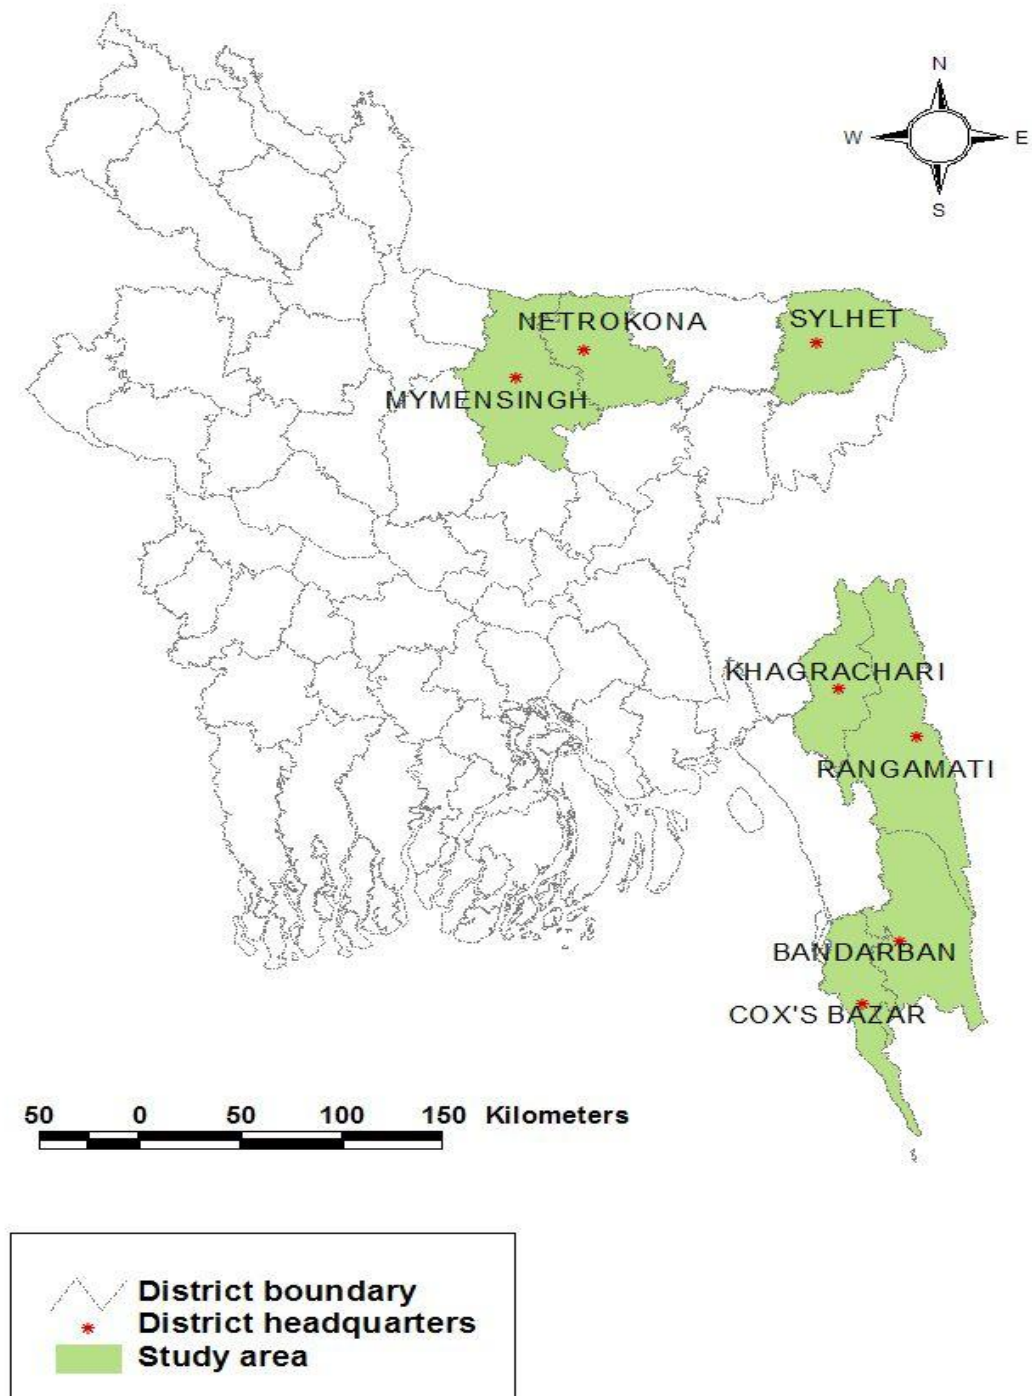 N
W E
S
NETROKONA
SYLHET
MYMENSINGH
KHAGRACHARI
RANGAMATI
BANDARBAN
COX'S BAZAR
50 0 50 100 150 Kilometers
District boundary
District headquarters
Study area